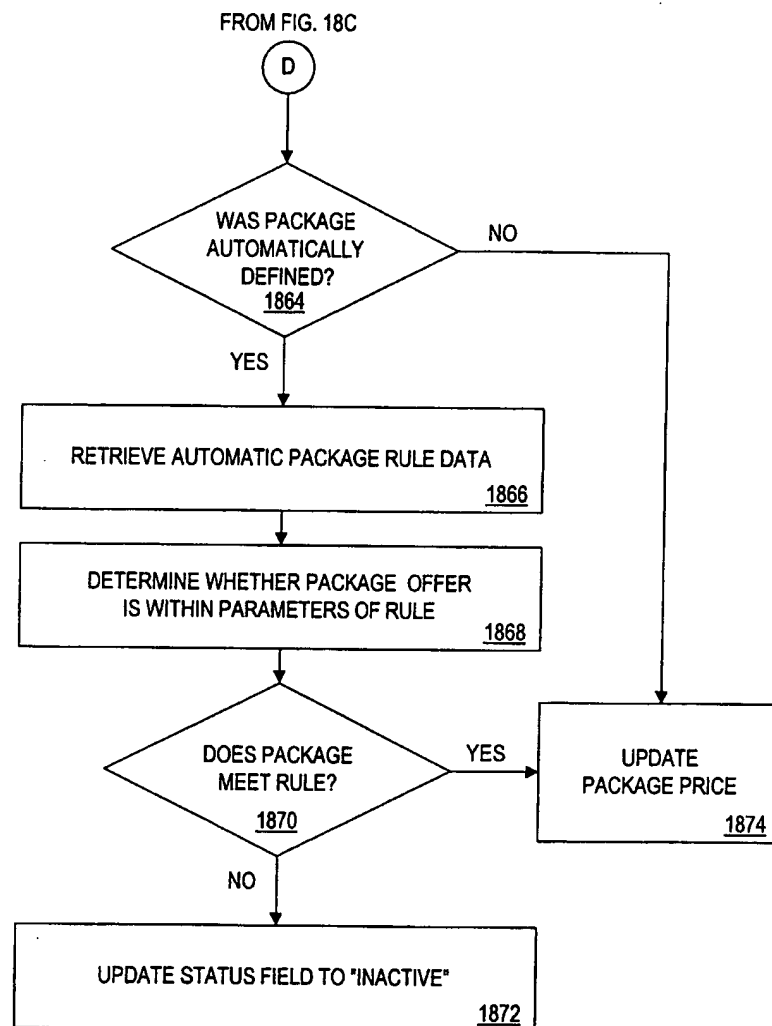 FROM FIG. 18C
D
WAS PACKAGE
AUTOMATICALLY
DEFINED?
1864
NO
YES
RETRIEVE AUTOMATIC PACKAGE RULE DATA
1866
DETERMINE WHETHER PACKAGE OFFER
IS WITHIN PARAMETERS OF RULE
1868
DOES PACKAGE
MEET RULE?
1870
YES
UPDATE
PACKAGE PRICE
1874
NO
UPDATE STATUS FIELD TO "INACTIVE"
1872